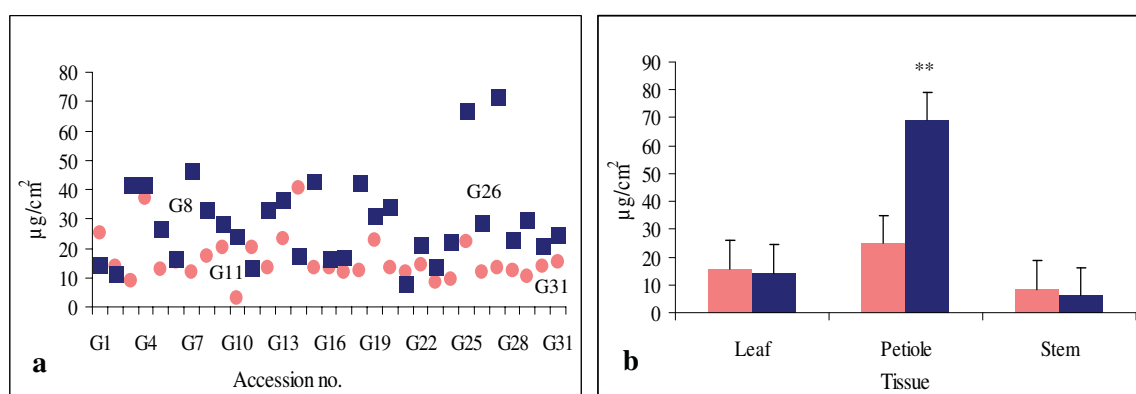 80
70
60
50
40
30
20
10
0
µg/cm²
G8
G11
G26
G31
G1 G4 G7 G10 G13 G16 G19 G22 G25 G28 G31
a
Accession no.
90
80
70
60
50
40
30
20
10
0
µg/cm²
**
Leaf Petiole Stem
b
Tissue